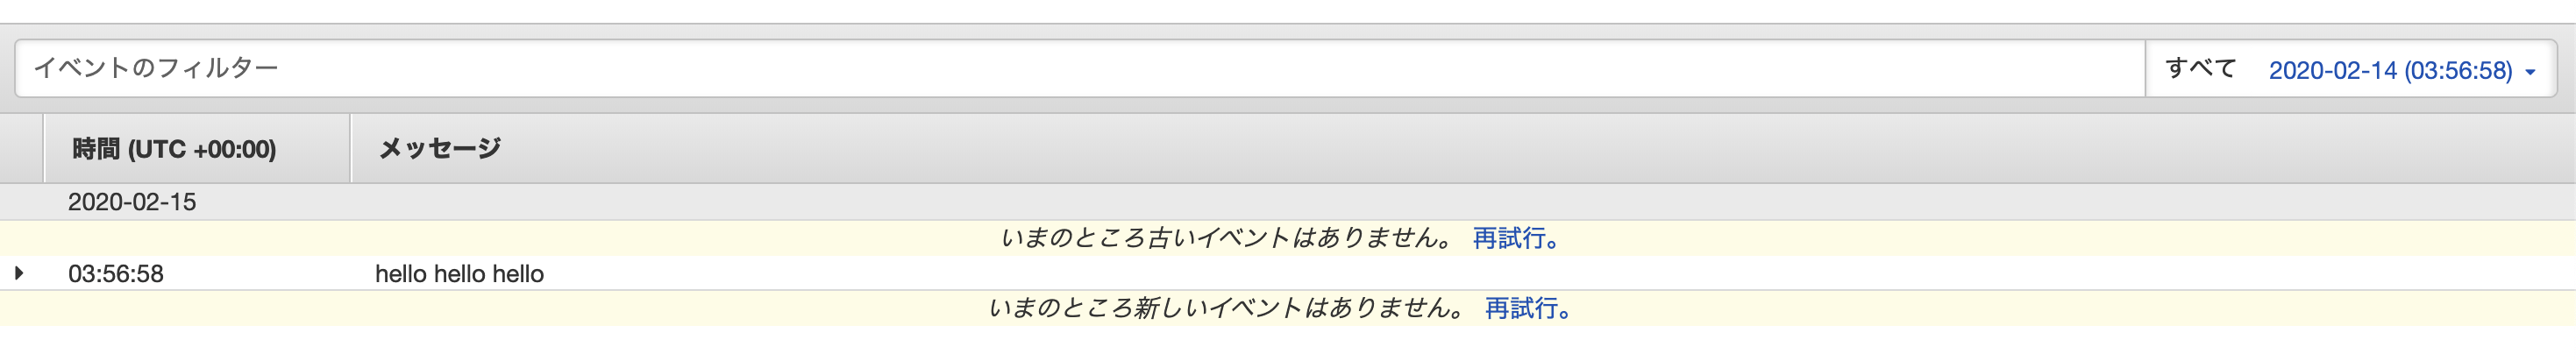 イベントのフィルター すべて 2020-02-14 (03:56:58)
時間 (UTC +00:00) メッセージ
2020-02-15
いまのところ古いイベントはありません。 再試行。
03:56:58 hello hello hello
いまのところ新しいイベントはありません。 再試行。